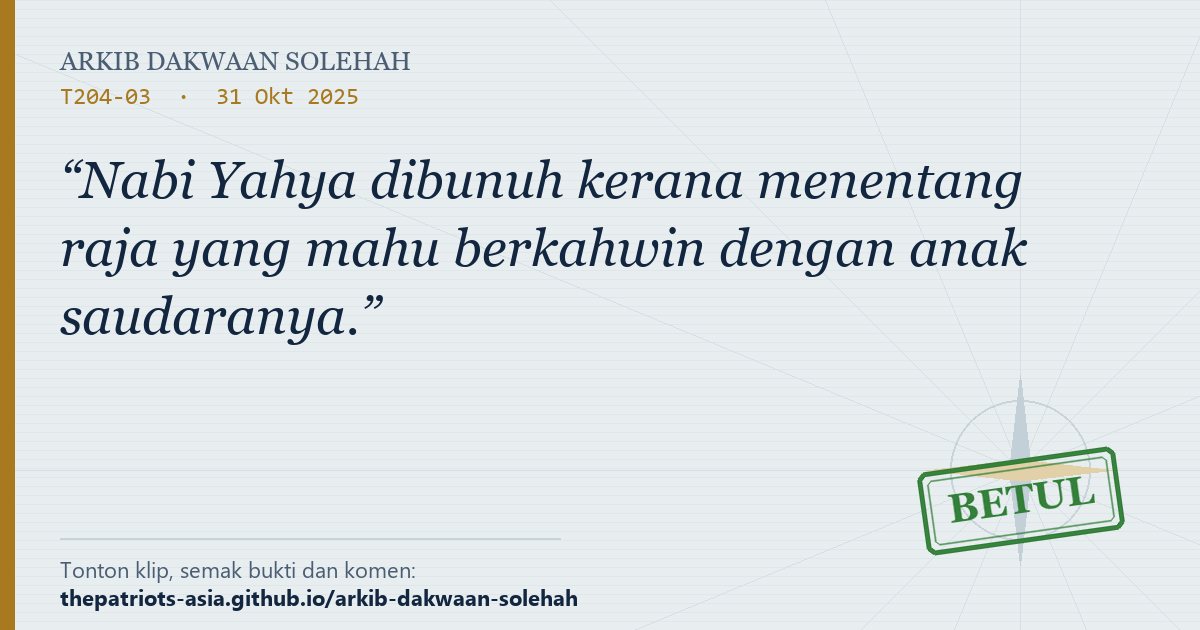 ARKIB DAKWAAN SOLEHAH
T204-03 · 31 Okt 2025
“Nabi Yahya dibunuh kerana menentang
raja yang mahu berkahwin dengan anak
saudaranya.”
BETUL
Tonton klip, semak bukti dan komen:
thepatriots-asia.github.io/arkib-dakwaan-solehah